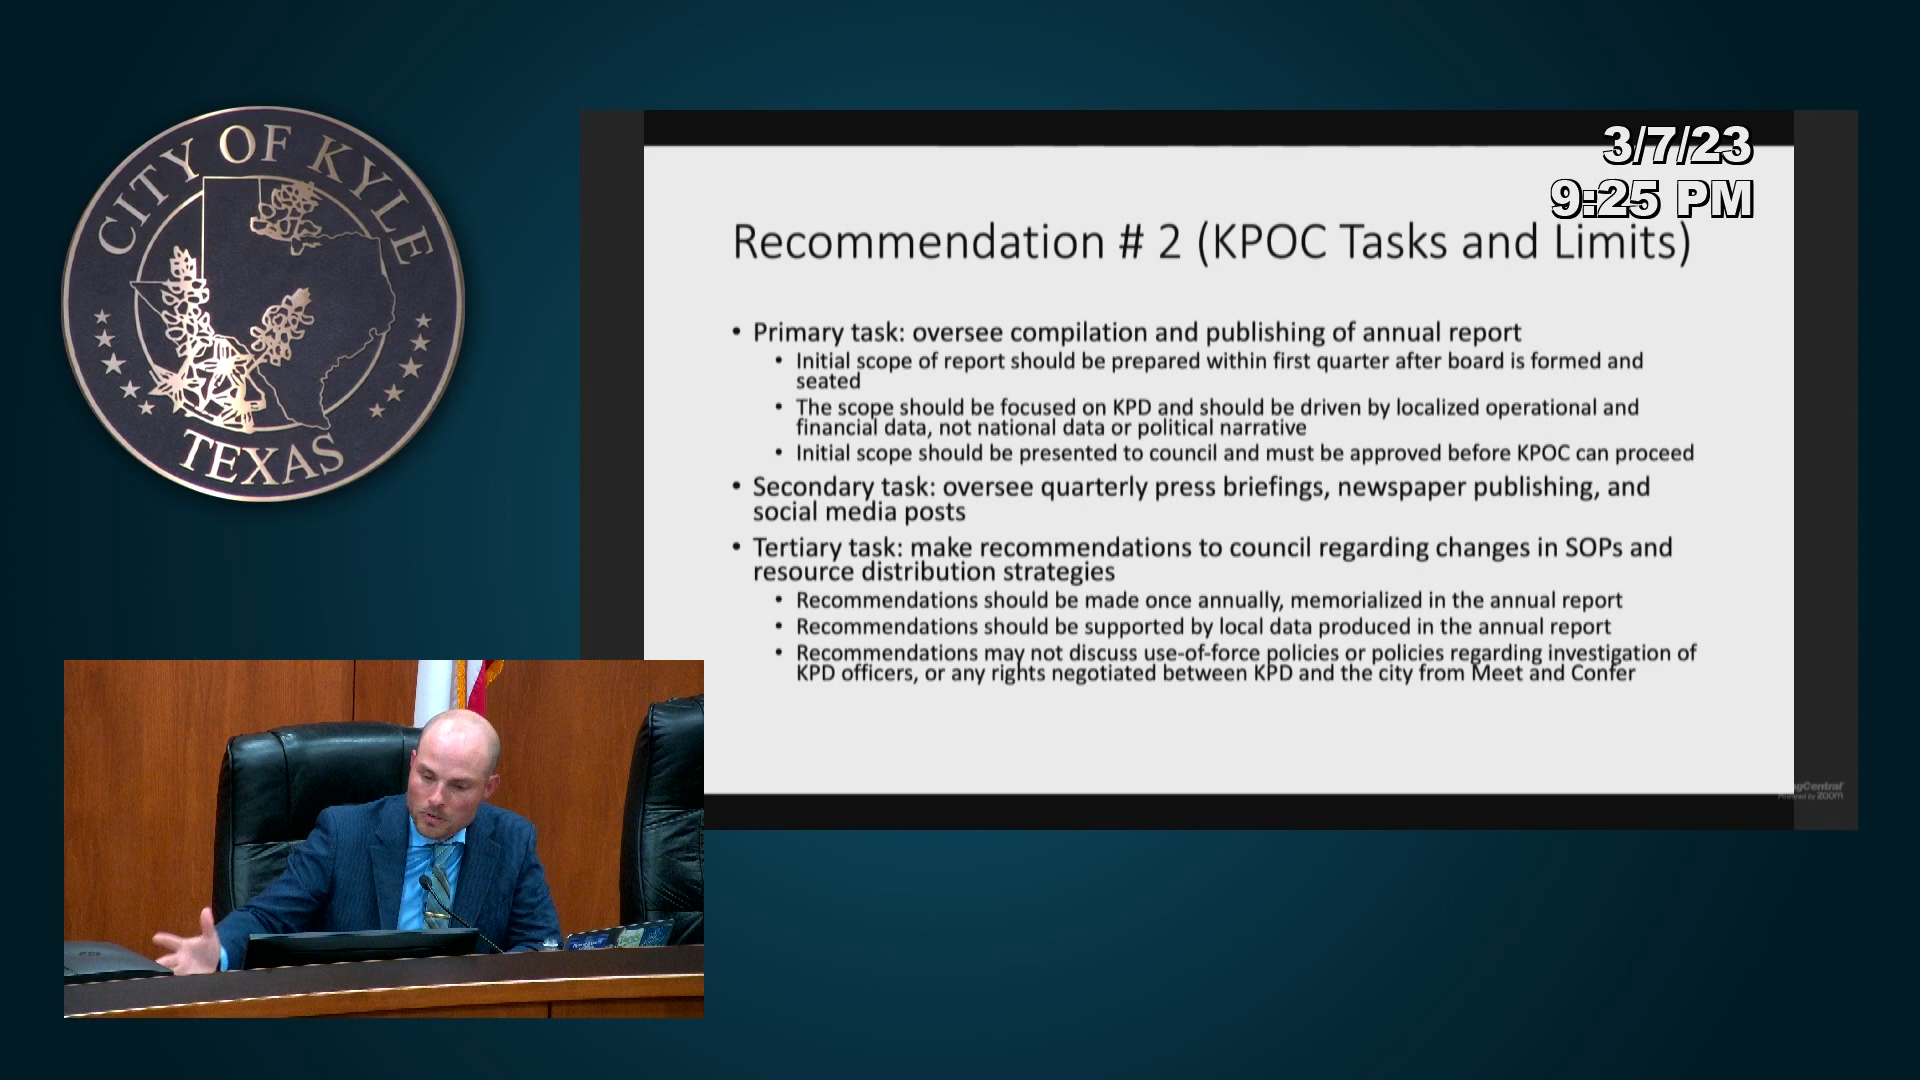 CITY OF KYLE
TEXAS
3/7/23
9:25 PM
Recommendation # 2 (KPOC Tasks and Limits)
• Primary task: oversee compilation and publishing of annual report
• Initial scope of report should be prepared within first quarter after board is formed and
seated
• The scope should be focused on KPD and should be driven by localized operational and
financial data, not national data or political narrative
• Initial scope should be presented to council and must be approved before KPOC can proceed
• Secondary task: oversee quarterly press briefings, newspaper publishing, and
social media posts
• Tertiary task: make recommendations to council regarding changes in SOPs and
resource distribution strategies
• Recommendations should be made once annually, memorialized in the annual report
• Recommendations should be supported by local data produced in the annual report
• Recommendations may not discuss use-of-force policies or policies regarding investigation of
KPD officers, or any rights negotiated between KPD and the city from Meet and Confer
gCentral
by zoom